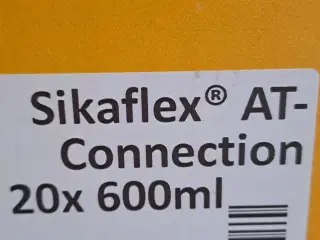 Sikaflex® AT-
Connection
20x 600ml